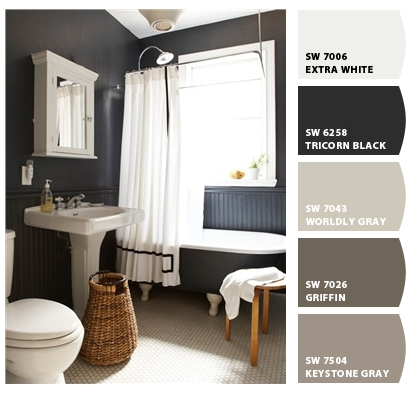 SW 7006
EXTRA WHITE
SW 6258
TRICORN BLACK
SW 7043
WORLDLY GRAY
SW 7026
GRIFFIN
SW 7504
KEYSTONE GRAY